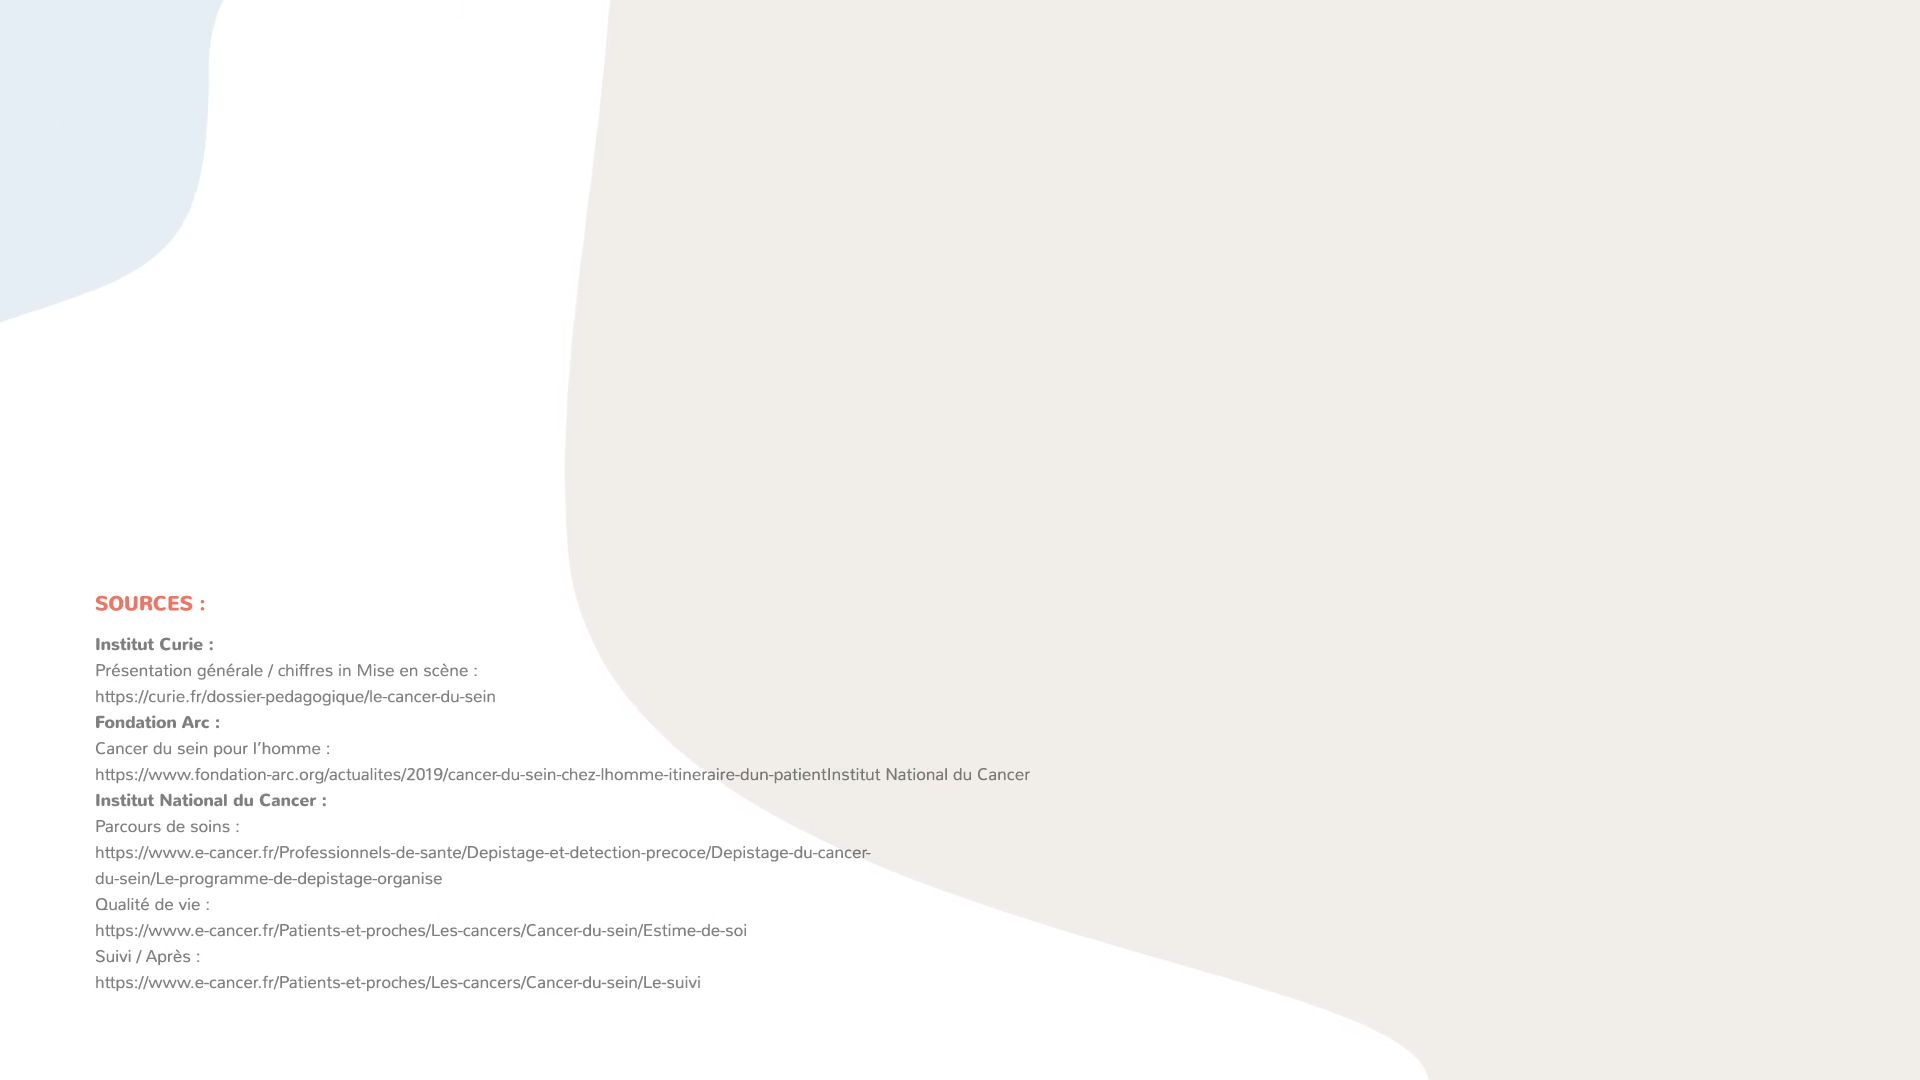 SOURCES :
Institut Curie :
Présentation générale / chiffres in Mise en scène :
https://curie.fr/dossier-pedagogique/le-cancer-du-sein
Fondation Arc :
Cancer du sein pour l’homme :
https://www.fondation-arc.org/actualites/2019/cancer-du-sein-chez-lhomme-itineraire-dun-patientInstitut National du Cancer
Institut National du Cancer :
Parcours de soins :
https://www.e-cancer.fr/Professionnels-de-sante/Depistage-et-detection-precoce/Depistage-du-cancer-
du-sein/Le-programme-de-depistage-organise
Qualité de vie :
https://www.e-cancer.fr/Patients-et-proches/Les-cancers/Cancer-du-sein/Estime-de-soi
Suivi / Après :
https://www.e-cancer.fr/Patients-et-proches/Les-cancers/Cancer-du-sein/Le-suivi